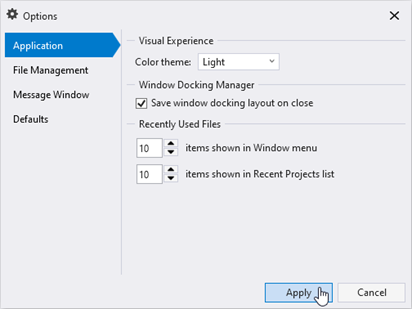 Options
Application
File Management
Message Window
Defaults
Visual Experience
Color theme: Light
Window Docking Manager
Save window docking layout on close
Recently Used Files
10 items shown in Window menu
10 items shown in Recent Projects list
Apply Cancel